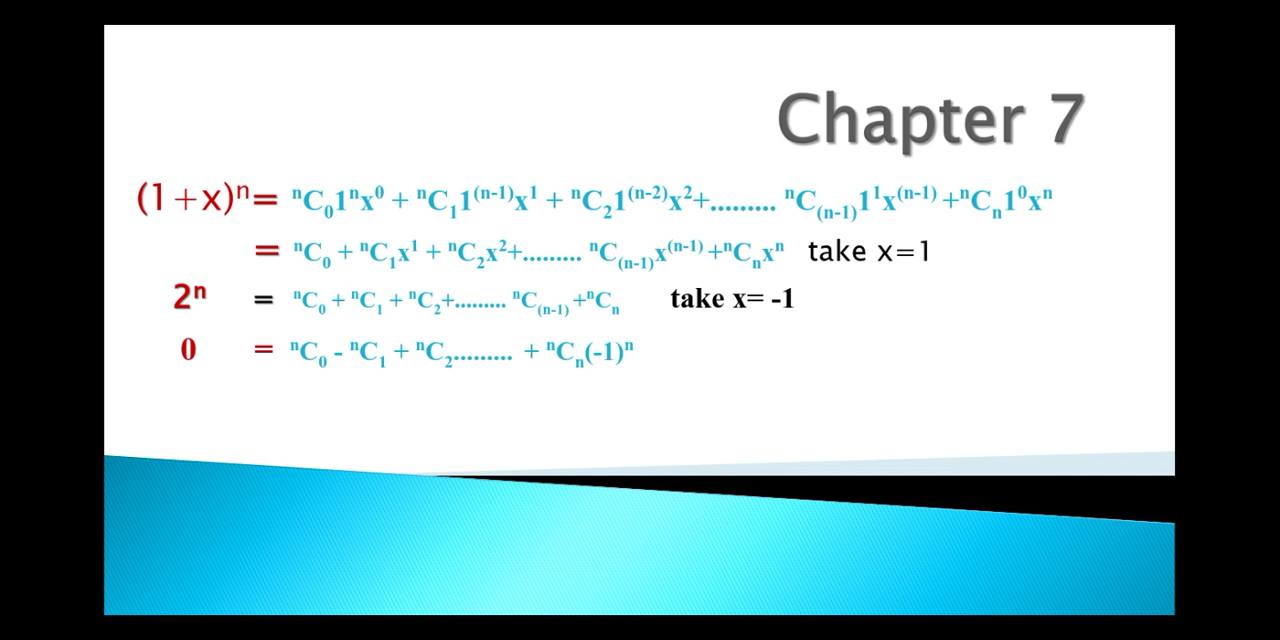 Chapter 7
(1+x)ⁿ= ⁿC₀1ⁿx⁰ + ⁿC₁1⁽ⁿ⁻¹⁾x¹ + ⁿC₂1⁽ⁿ⁻²⁾x²+......... ⁿC₍ₙ₋₁₎1¹x⁽ⁿ⁻¹⁾ +ⁿCₙ1⁰xⁿ
= ⁿC₀ + ⁿC₁x¹ + ⁿC₂x²+......... ⁿC₍ₙ₋₁₎x⁽ⁿ⁻¹⁾ +ⁿCₙxⁿ take x=1
2ⁿ = ⁿC₀ + ⁿC₁ + ⁿC₂+......... ⁿC₍ₙ₋₁₎ +ⁿCₙ take x= -1
0 = ⁿC₀ - ⁿC₁ + ⁿC₂......... + ⁿCₙ(-1)ⁿ